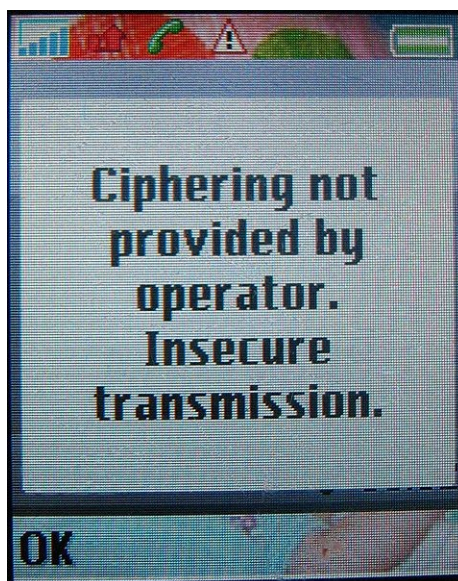 Ciphering not
provided by
operator.
Insecure
transmission.
OK